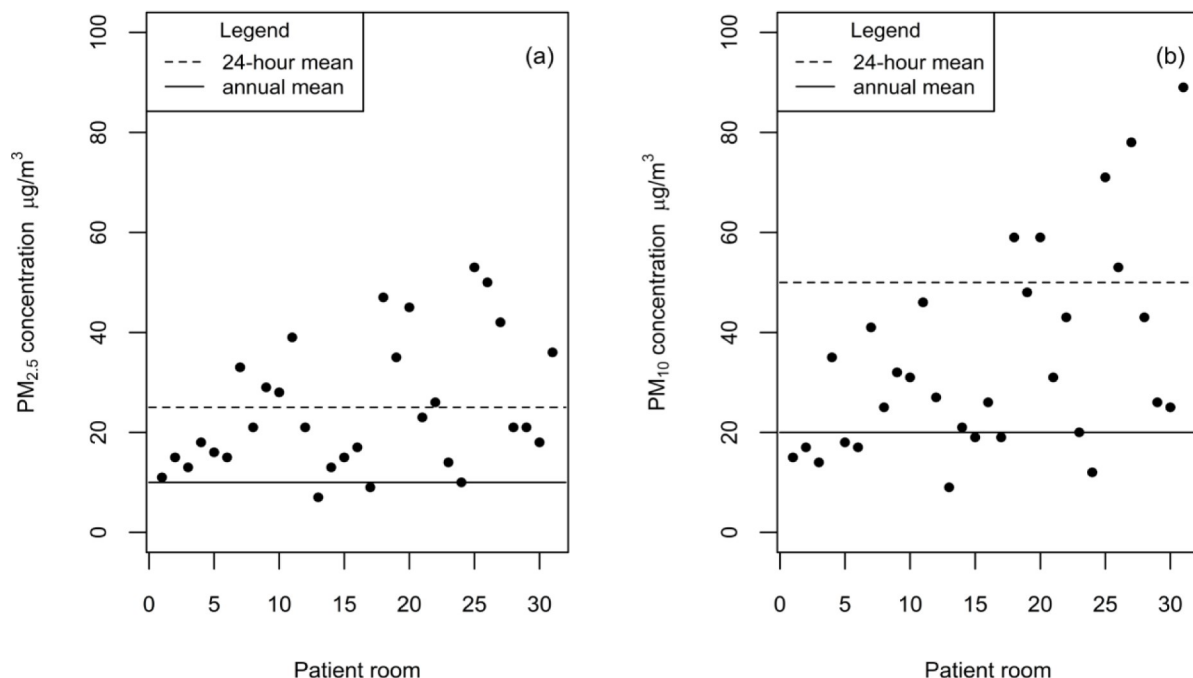 Legend
24-hour mean
annual mean
(a)
PM2.5 concentration μg/m³
100
80
60
40
20
0
0 5 10 15 20 25 30
Patient room
Legend
24-hour mean
annual mean
(b)
PM10 concentration μg/m³
100
80
60
40
20
0
0 5 10 15 20 25 30
Patient room